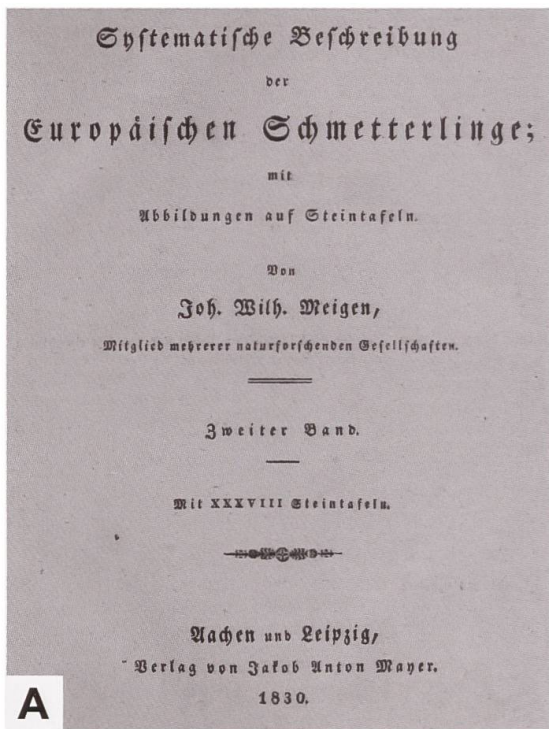 Systematische Beschreibung
der
Europäischen Schmetterlinge;
mit
Abbildungen auf Steintafeln.
Von
Joh. Wilh. Meigen,
Mitglied mehrerer naturforschenden Gesellschaften.
Zweiter Band.
Mit XXXVIII Steintafeln.
Aachen und Leipzig,
Verlag von Jakob Anton Mayer.
1830.
A